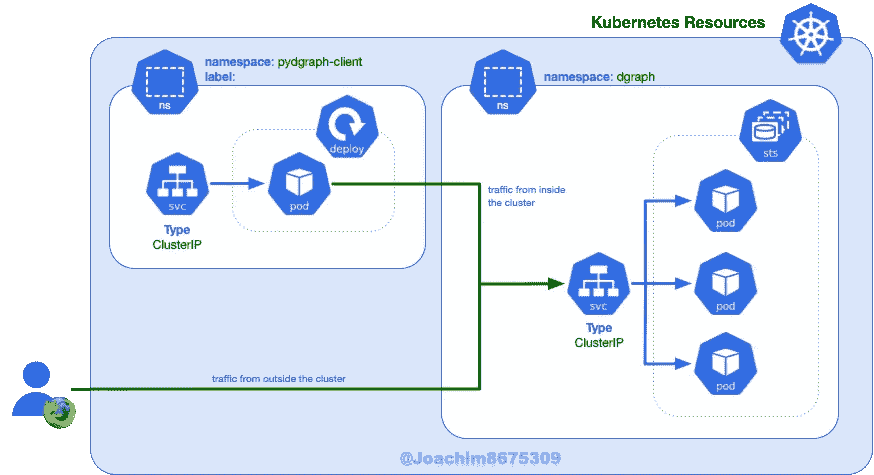 Kubernetes Resources
namespace: pydgraph-client
label:
ns
namespace: dgraph
ns
deploy
sts
svc
pod
Type
ClusterIP
traffic from inside
the cluster
pod
svc
pod
Type
ClusterIP
pod
traffic from outside the cluster
@Joachim8675309